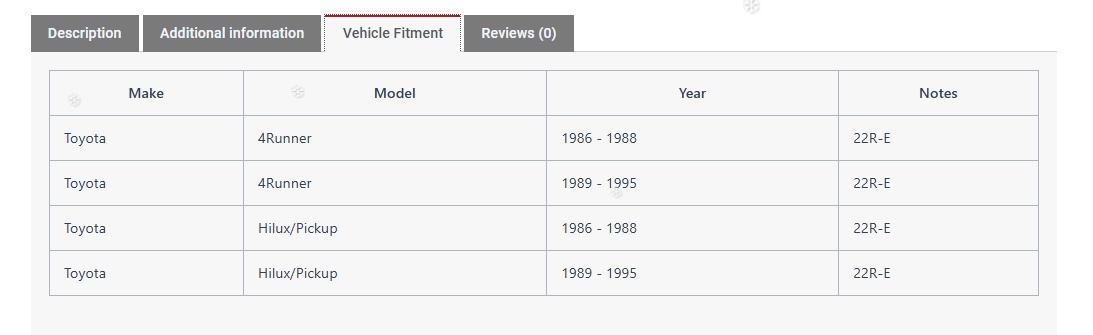 Description Additional information Vehicle Fitment Reviews (0)
Make Model Year Notes
Toyota 4Runner 1986 - 1988 22R-E
Toyota 4Runner 1989 - 1995 22R-E
Toyota Hilux/Pickup 1986 - 1988 22R-E
Toyota Hilux/Pickup 1989 - 1995 22R-E